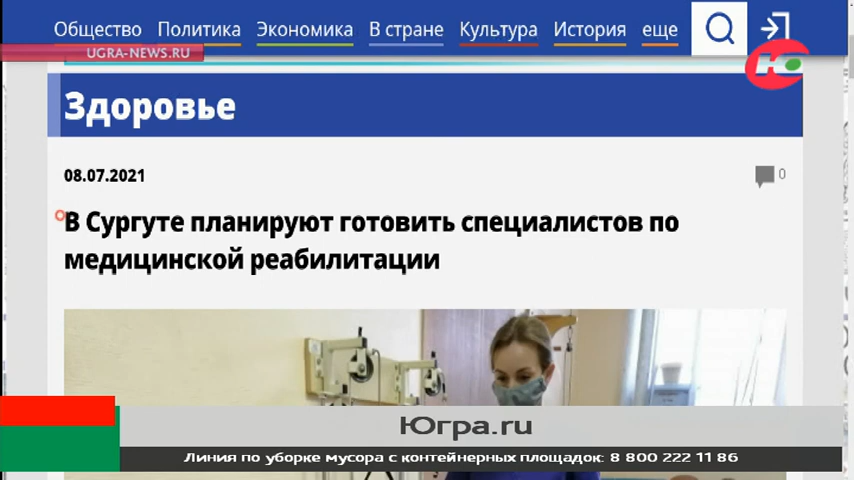 Общество Политика Экономика В стране Культура История еще
UGRA-NEWS.RU
Ю
Здоровье
08.07.2021
0
В Сургуте планируют готовить специалистов по
медицинской реабилитации
Югра.ru
Линия по уборке мусора с контейнерных площадок: 8 800 222 11 86